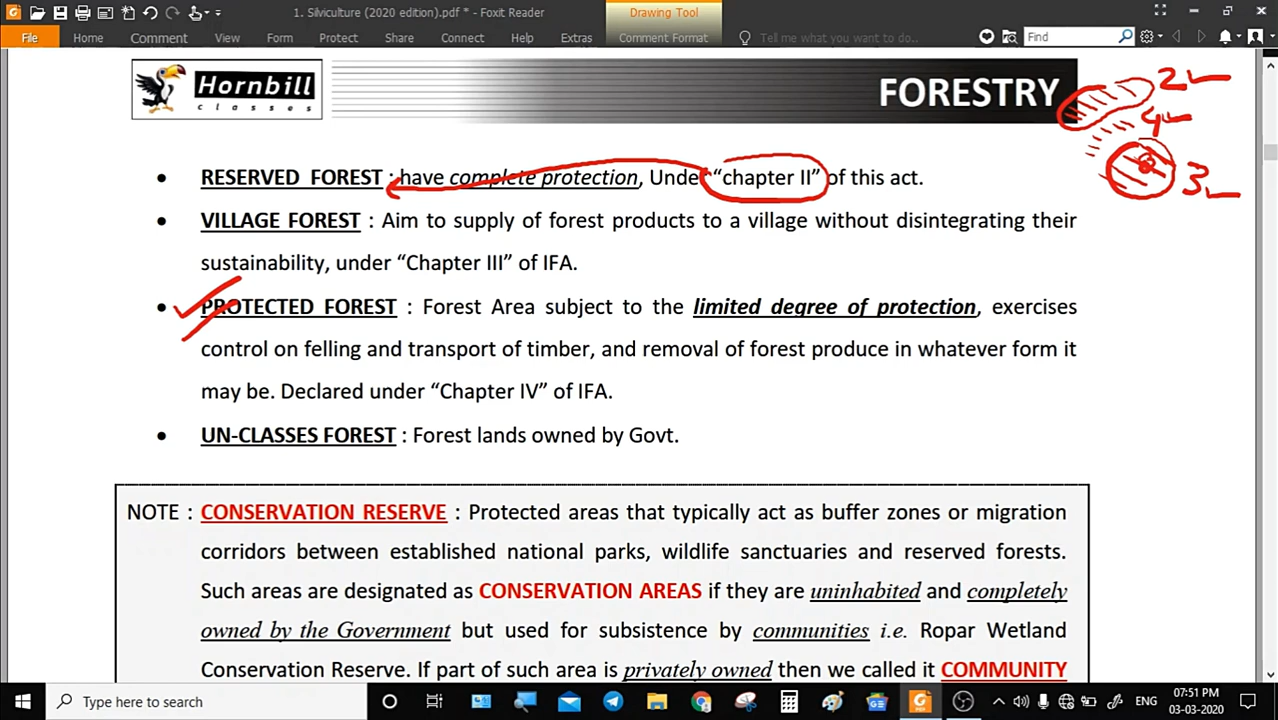 1. Silviculture (2020 edition).pdf * - Foxit Reader
Drawing Tool
File Home Comment View Form Protect Share Connect Help Extras Comment Format Tell me what you want to do.. Find
Hornbill
classes
FORESTRY
2
4
3
• RESERVED FOREST : have complete protection, Under “chapter II” of this act.
• VILLAGE FOREST : Aim to supply of forest products to a village without disintegrating their
sustainability, under “Chapter III” of IFA.
• PROTECTED FOREST : Forest Area subject to the limited degree of protection, exercises
control on felling and transport of timber, and removal of forest produce in whatever form it
may be. Declared under “Chapter IV” of IFA.
• UN-CLASSES FOREST : Forest lands owned by Govt.
NOTE : CONSERVATION RESERVE : Protected areas that typically act as buffer zones or migration
corridors between established national parks, wildlife sanctuaries and reserved forests.
Such areas are designated as CONSERVATION AREAS if they are uninhabited and completely
owned by the Government but used for subsistence by communities i.e. Ropar Wetland
Conservation Reserve. If part of such area is privately owned then we called it COMMUNITY
Type here to search
ENG
07:51 PM
03-03-2020